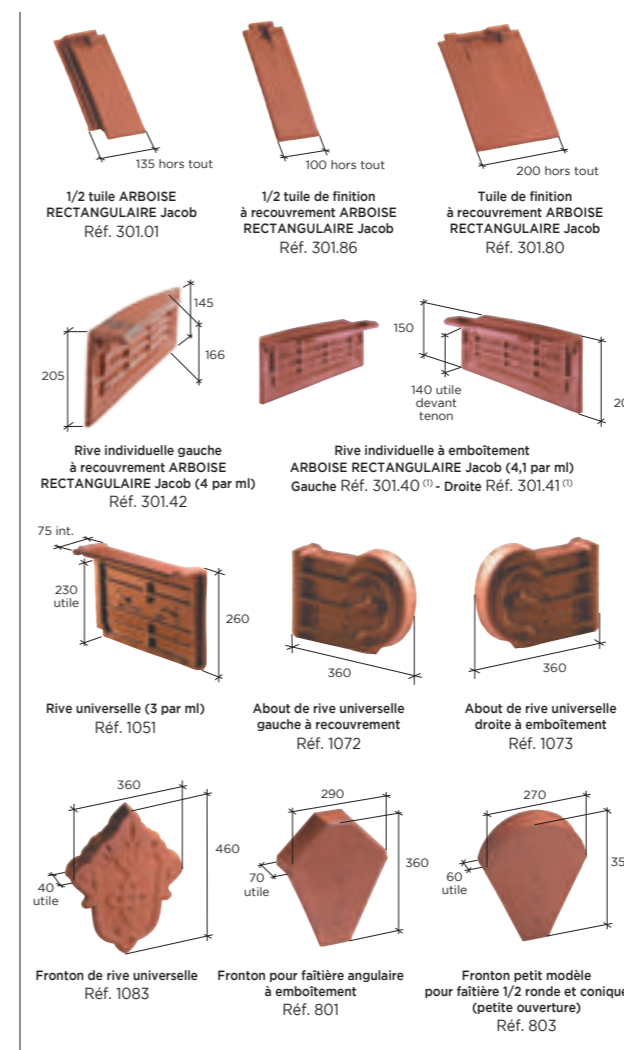 135 hors tout
1/2 tuile ARBOISE
RECTANGULAIRE Jacob
Réf. 301.01
100 hors tout
1/2 tuile de finition
à recouvrement ARBOISE
RECTANGULAIRE Jacob
Réf. 301.86
200 hors tout
Tuile de finition
à recouvrement ARBOISE
RECTANGULAIRE Jacob
Réf. 301.80
145
166
205
Rive individuelle gauche
à recouvrement ARBOISE
RECTANGULAIRE Jacob (4 par ml)
Réf. 301.42
150
140 utile
devant
tenon
Rive individuelle à emboîtement
ARBOISE RECTANGULAIRE Jacob (4,1 par ml)
Gauche Réf. 301.40 (1) - Droite Réf. 301.41 (1)
75 int.
230
utile
260
Rive universelle (3 par ml)
Réf. 1051
360
About de rive universelle
gauche à recouvrement
Réf. 1072
360
About de rive universelle
droite à emboîtement
Réf. 1073
360
460
40
utile
Fronton de rive universelle
Réf. 1083
290
360
70
utile
Fronton pour faîtière angulaire
à emboîtement
Réf. 801
270
60
utile
Fronton petit modèle
pour faîtière 1/2 ronde et conique
(petite ouverture)
Réf. 803